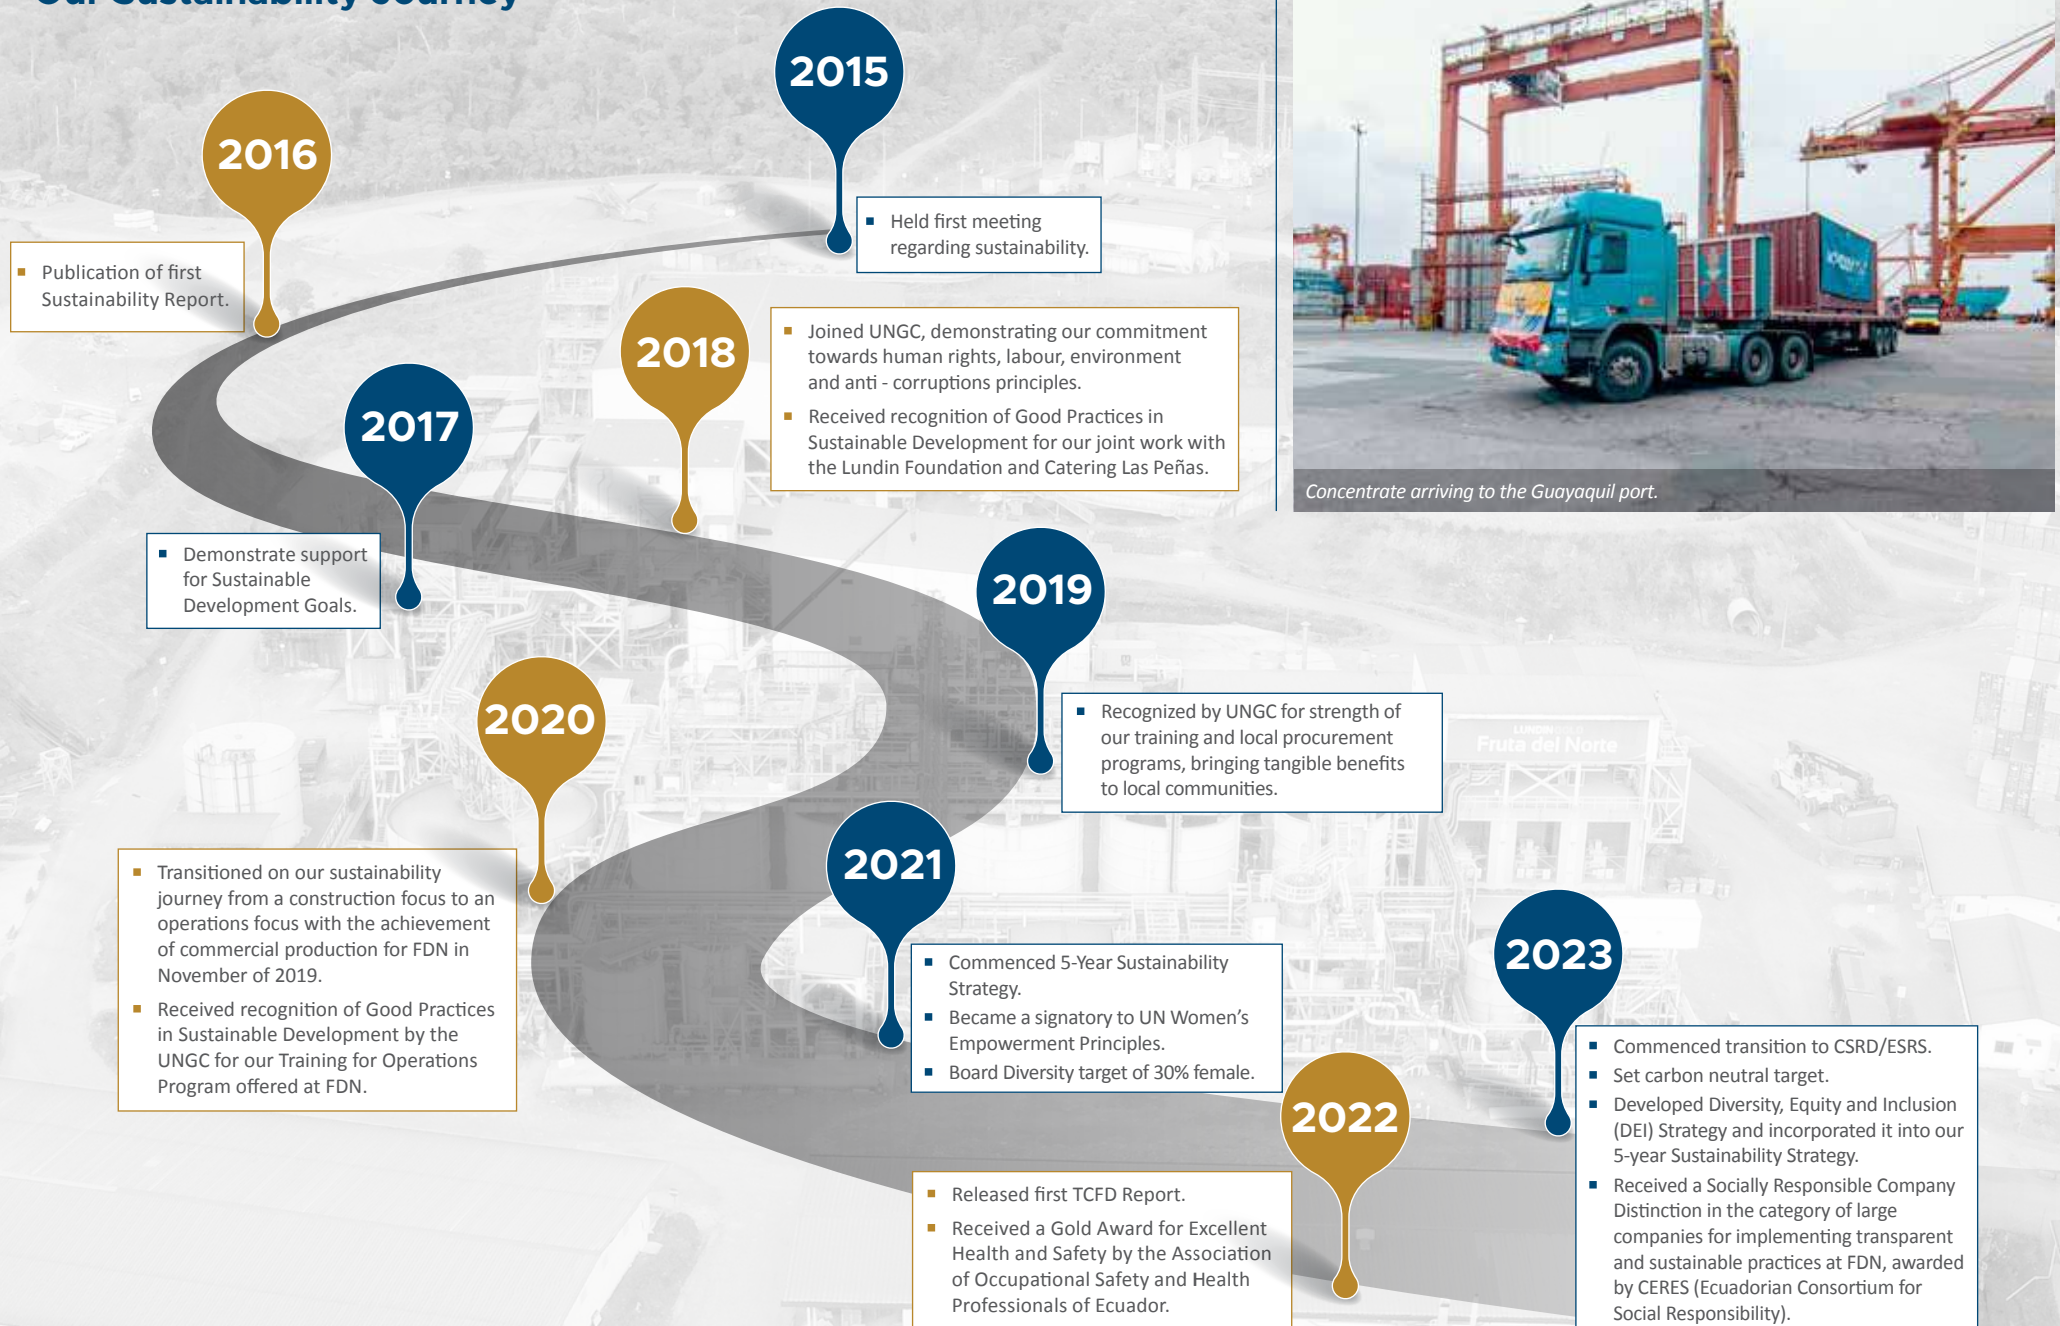 Our Sustainability Journey
2015
Held first meeting
regarding sustainability.
2016
Publication of first
Sustainability Report.
2017
Demonstrate support
for Sustainable
Development Goals.
2018
Joined UNGC, demonstrating our commitment
towards human rights, labour, environment
and anti - corruptions principles.
Received recognition of Good Practices in
Sustainable Development for our joint work with
the Lundin Foundation and Catering Las Peñas.
Concentrate arriving to the Guayaquil port.
2019
Recognized by UNGC for strength of
our training and local procurement
programs, bringing tangible benefits
to local communities.
LUNDIN GOLD
Fruta del Norte
2020
Transitioned on our sustainability
journey from a construction focus to an
operations focus with the achievement
of commercial production for FDN in
November of 2019.
Received recognition of Good Practices
in Sustainable Development by the
UNGC for our Training for Operations
Program offered at FDN.
2021
Commenced 5-Year Sustainability
Strategy.
Became a signatory to UN Women's
Empowerment Principles.
Board Diversity target of 30% female.
2022
Released first TCFD Report.
Received a Gold Award for Excellent
Health and Safety by the Association
of Occupational Safety and Health
Professionals of Ecuador.
2023
Commenced transition to CSRD/ESRS.
Set carbon neutral target.
Developed Diversity, Equity and Inclusion
(DEI) Strategy and incorporated it into our
5-year Sustainability Strategy.
Received a Socially Responsible Company
Distinction in the category of large
companies for implementing transparent
and sustainable practices at FDN, awarded
by CERES (Ecuadorian Consortium for
Social Responsibility).